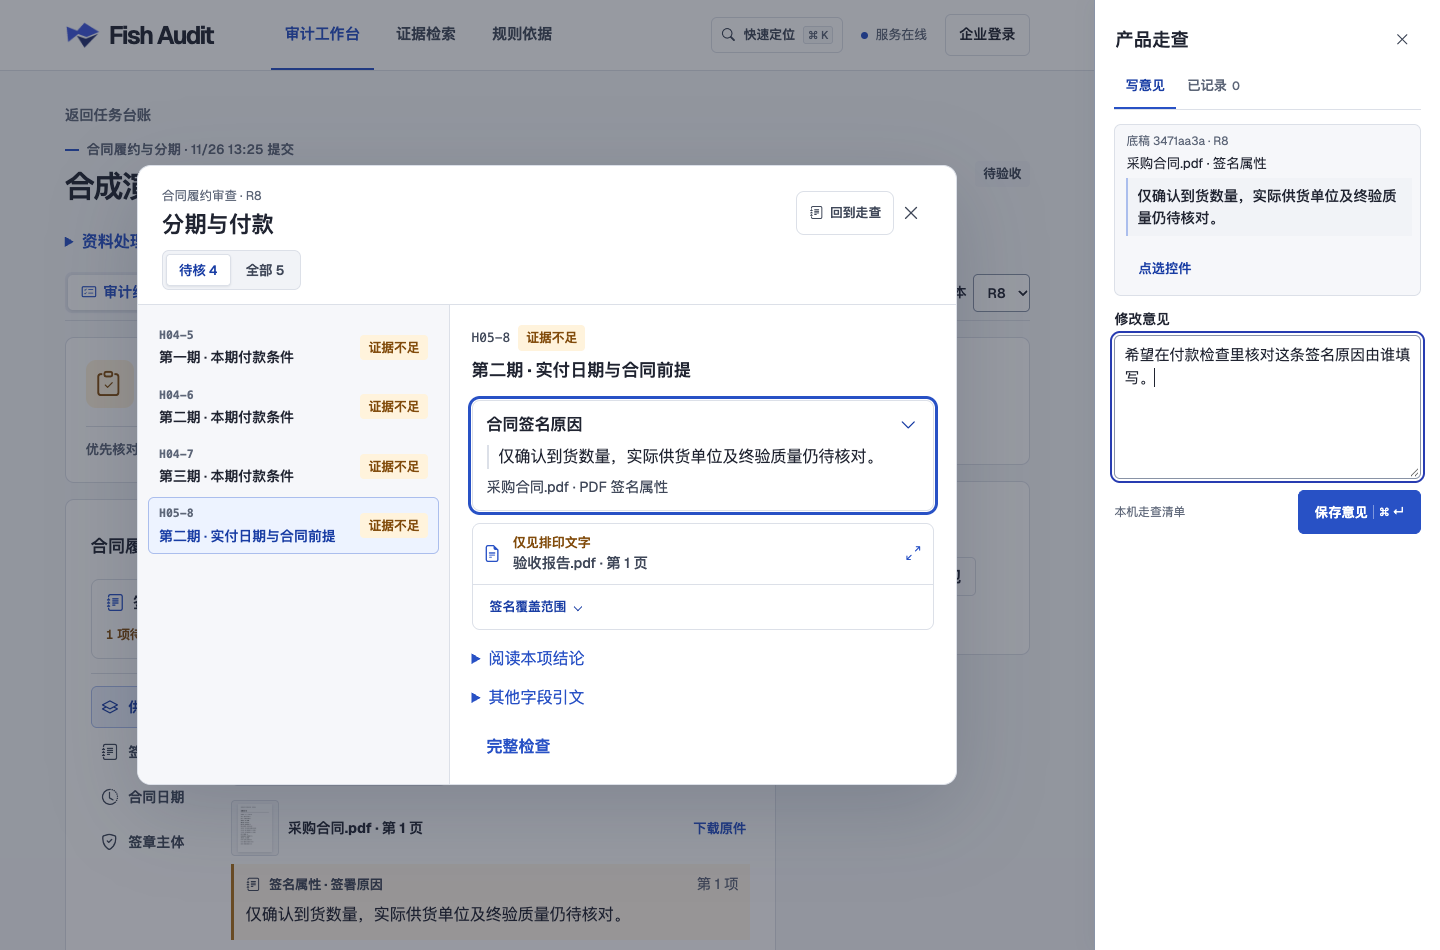 Fish Audit
审计工作台
证据检索
规则依据
快速定位 ⌘ K
服务在线
企业登录
返回任务台账
合同履约与分期 · 11/26 13:25 提交
待验收
资料处理
R8
优先核对
合同履
1 项待
合同日期
签章主体
采购合同.pdf · 第 1 页
下载原件
签名属性 · 签署原因
第 1 项
仅确认到货数量，实际供货单位及终验质量仍待核对。
合同履约审查 · R8
分期与付款
回到走查
待核 4
全部 5
H04-5
第一期 · 本期付款条件
证据不足
H04-6
第二期 · 本期付款条件
证据不足
H04-7
第三期 · 本期付款条件
证据不足
H05-8
第二期 · 实付日期与合同前提
证据不足
H05-8 证据不足
第二期 · 实付日期与合同前提
合同签名原因
仅确认到货数量，实际供货单位及终验质量仍待核对。
采购合同.pdf · PDF 签名属性
仅见排印文字
验收报告.pdf · 第 1 页
签名覆盖范围
阅读本项结论
其他字段引文
完整检查
产品走查
写意见
已记录 0
底稿 3471aa3a · R8
采购合同.pdf · 签名属性
仅确认到货数量，实际供货单位及终验质
量仍待核对。
点选控件
修改意见
希望在付款检查里核对这条签名原因由谁填
写。
本机走查清单
保存意见 ⌘ ↵